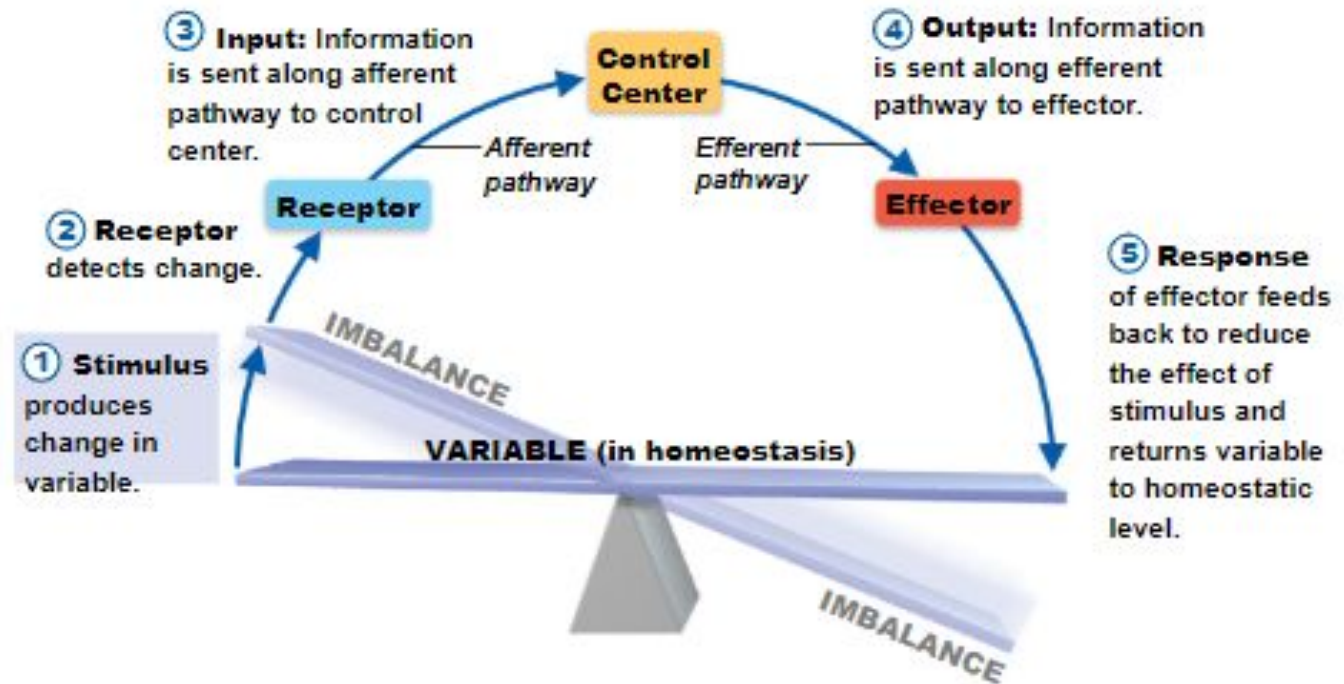 ③ Input: Information
is sent along afferent
pathway to control
center.
Control
Center
④ Output: Information
is sent along efferent
pathway to effector.
Afferent
pathway
Efferent
pathway
Receptor
Effector
② Receptor
detects change.
① Stimulus
produces
change in
variable.
IMBALANCE
VARIABLE (in homeostasis)
⑤ Response
of effector feeds
back to reduce
the effect of
stimulus and
returns variable
to homeostatic
level.
IMBALANCE